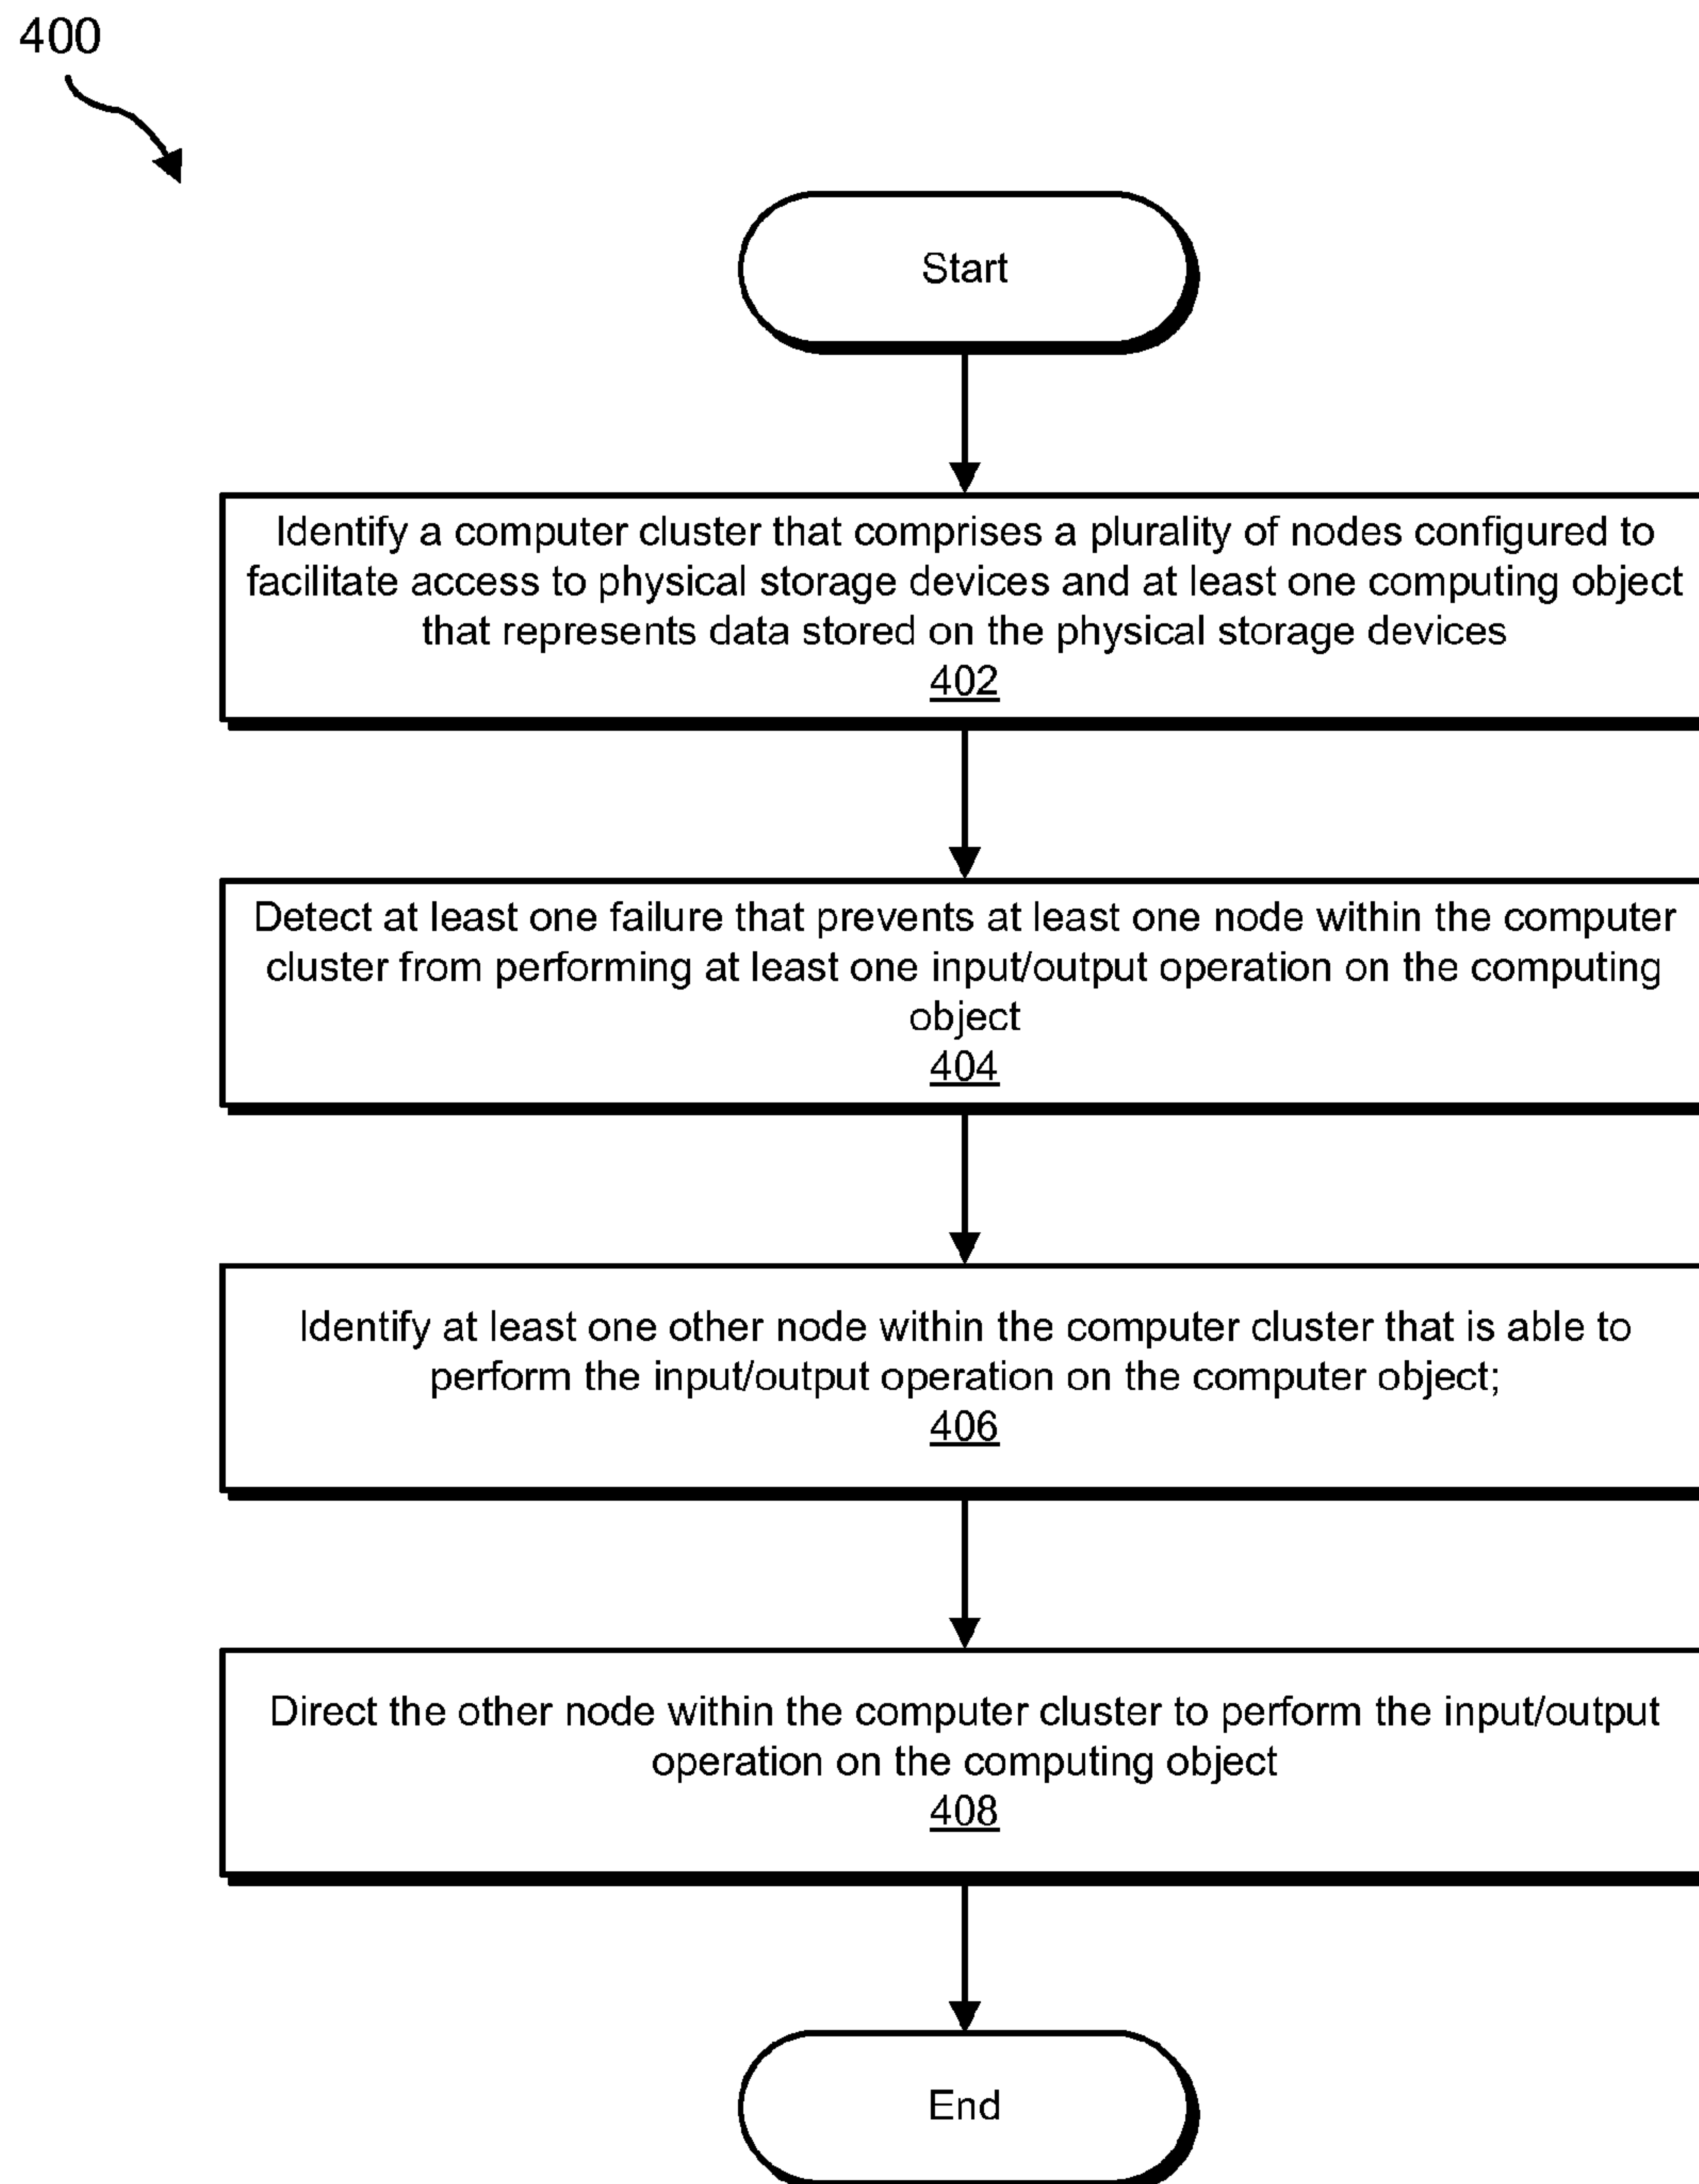 400
Start
Identify a computer cluster that comprises a plurality of nodes configured to
facilitate access to physical storage devices and at least one computing object
that represents data stored on the physical storage devices
402
Detect at least one failure that prevents at least one node within the computer
cluster from performing at least one input/output operation on the computing
object
404
Identify at least one other node within the computer cluster that is able to
perform the input/output operation on the computer object;
406
Direct the other node within the computer cluster to perform the input/output
operation on the computing object
408
End